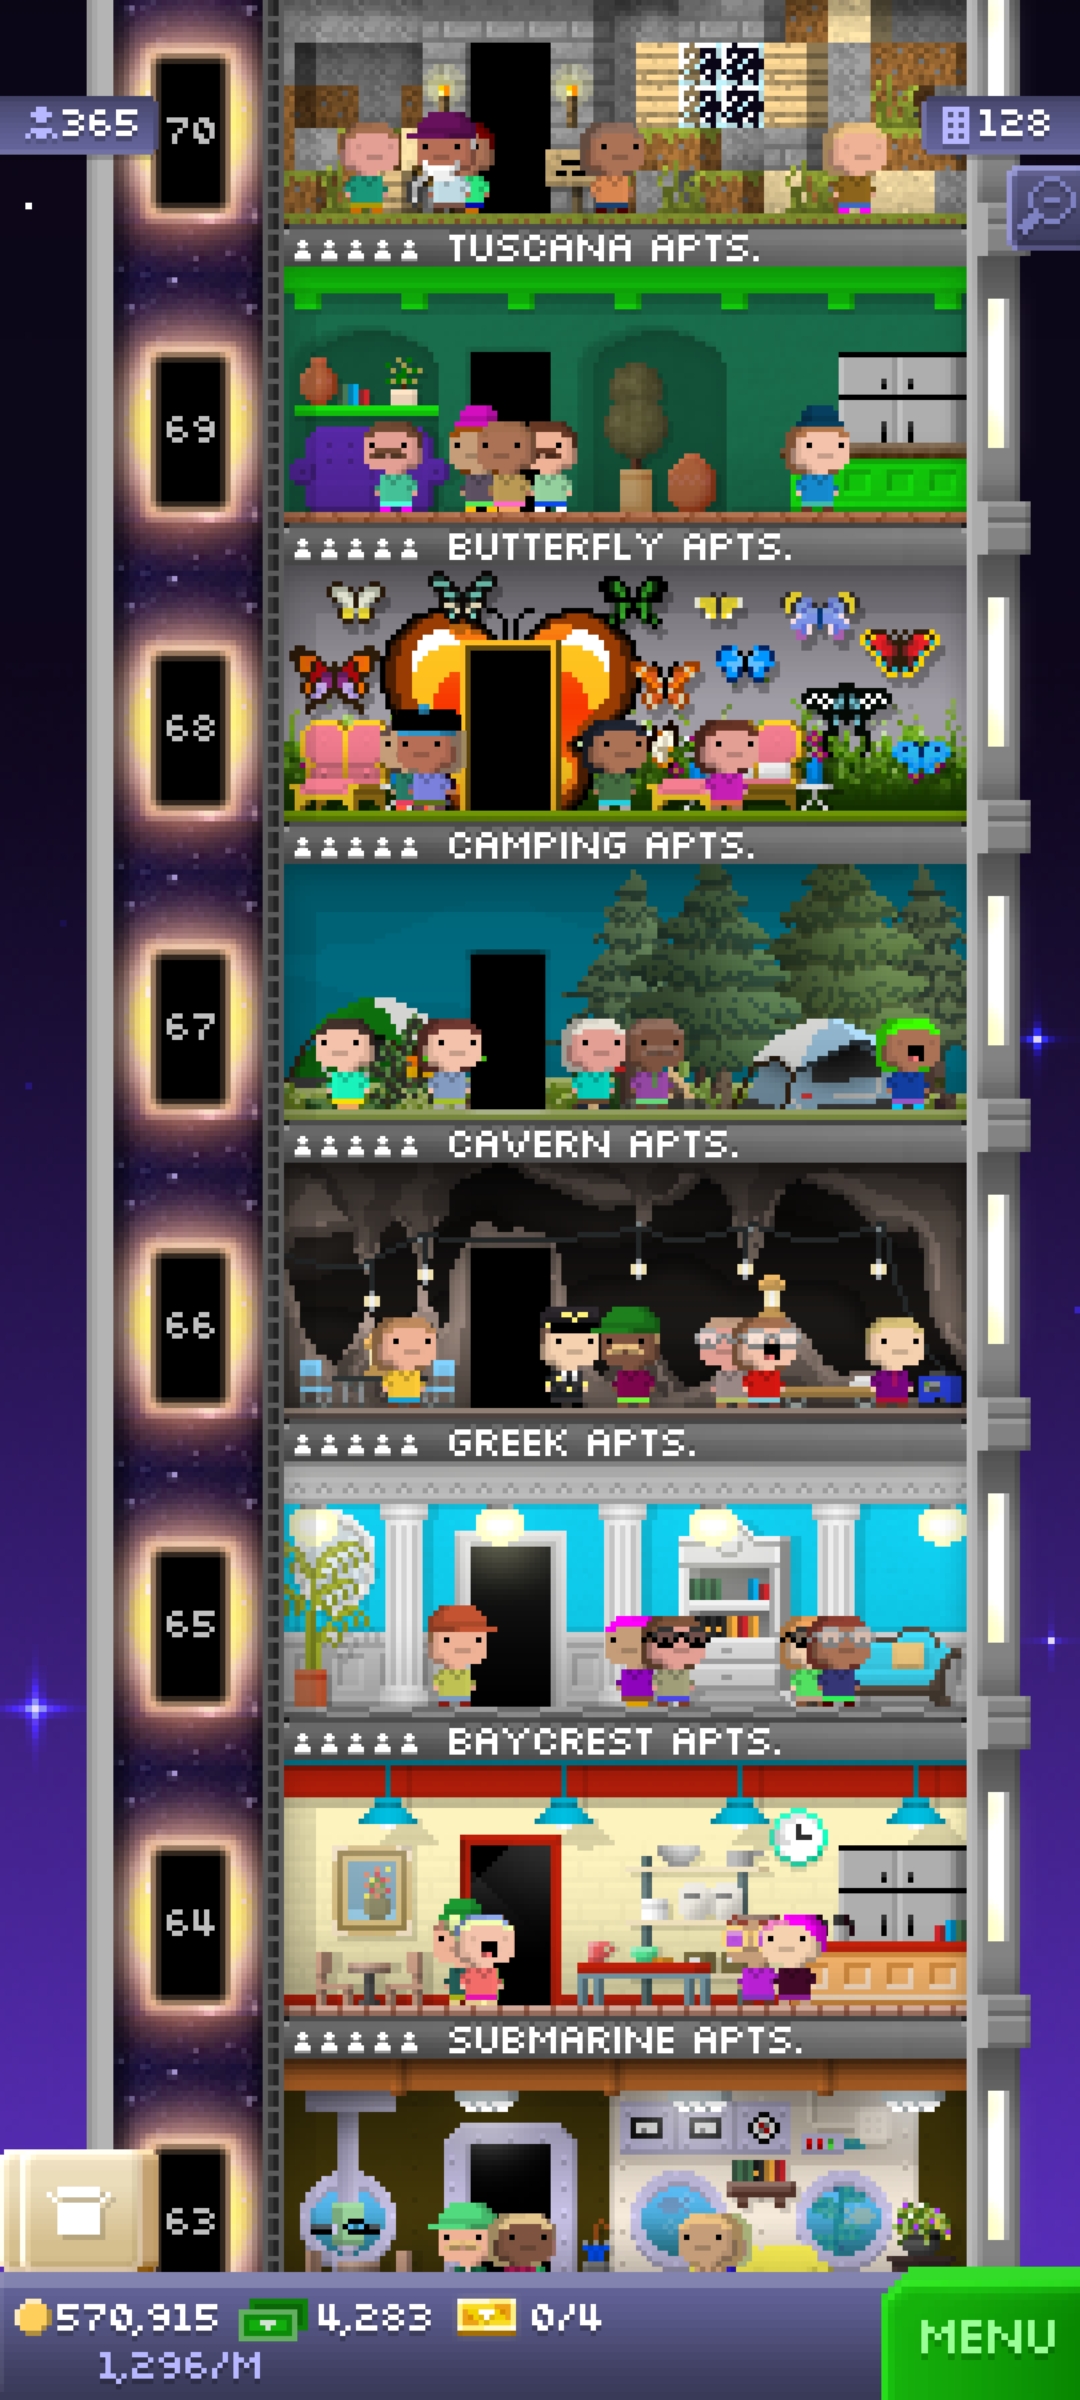 365
70
128
TUSCANA APTS.
69
BUTTERFLY APTS.
68
CAMPING APTS.
67
CAVERN APTS.
66
GREEK APTS.
65
BAYCREST APTS.
64
SUBMARINE APTS.
63
570,915 4,283 0/4
1,296/M
MENU